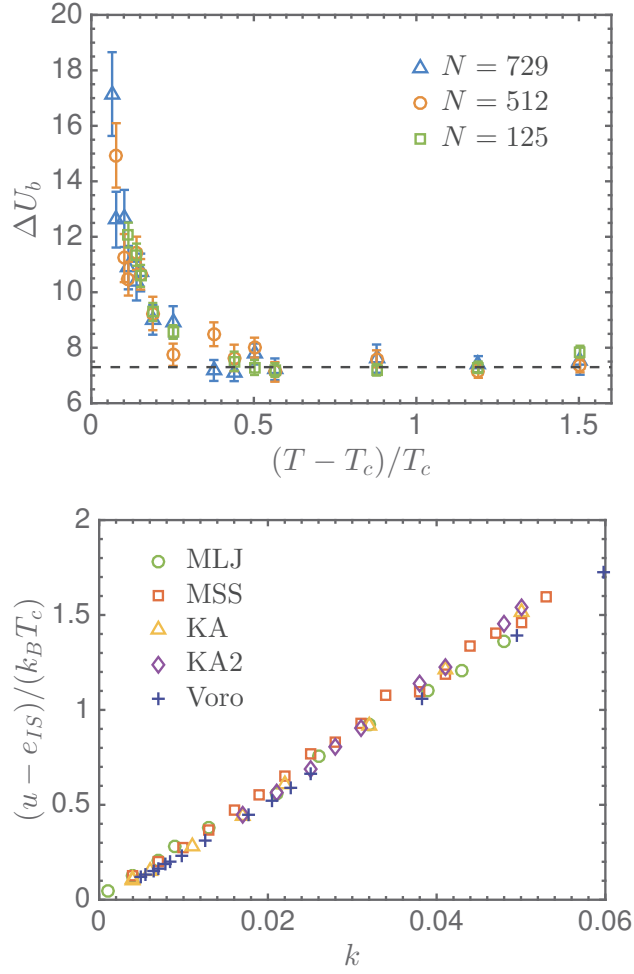 20
18
16
14
12
10
8
6
ΔU_b
N = 729
N = 512
N = 125
0 0.5 1 1.5
(T − T_c)/T_c
2
1.5
1
0.5
0
(u − e_{IS})/(k_B T_c)
MLJ
MSS
KA
KA2
Voro
0 0.02 0.04 0.06
k